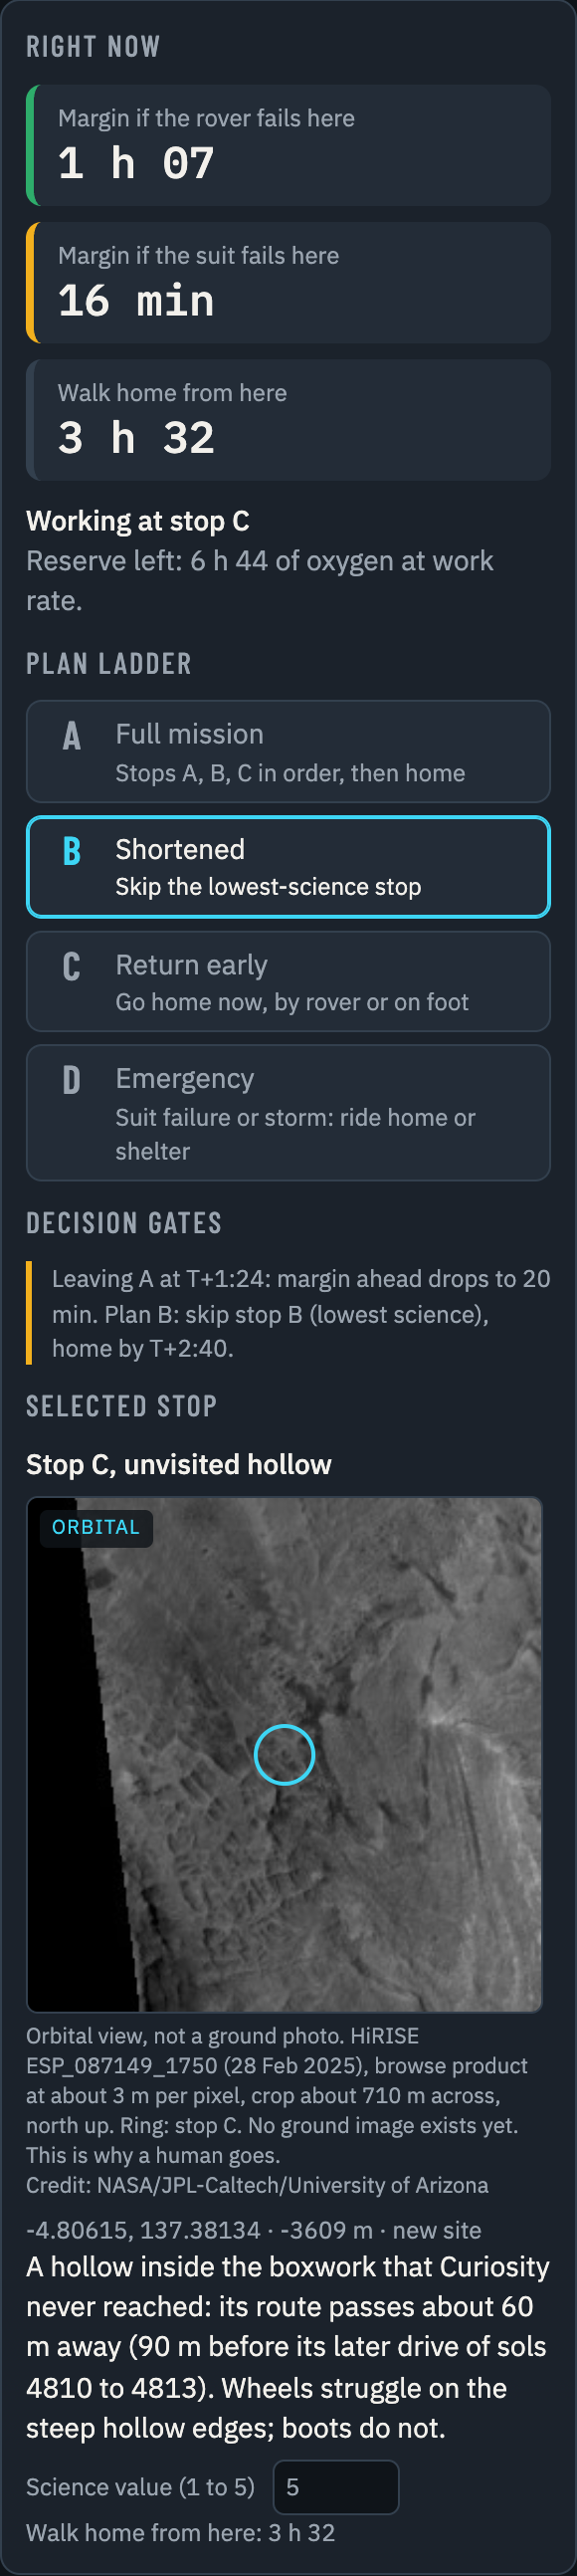 RIGHT NOW
Margin if the rover fails here
1 h 07
Margin if the suit fails here
16 min
Walk home from here
3 h 32
Working at stop C
Reserve left: 6 h 44 of oxygen at work
rate.
PLAN LADDER
A Full mission
Stops A, B, C in order, then home
B Shortened
Skip the lowest-science stop
C Return early
Go home now, by rover or on foot
D Emergency
Suit failure or storm: ride home or
shelter
DECISION GATES
Leaving A at T+1:24: margin ahead drops to 20
min. Plan B: skip stop B (lowest science),
home by T+2:40.
SELECTED STOP
Stop C, unvisited hollow
ORBITAL
Orbital view, not a ground photo. HiRISE
ESP_087149_1750 (28 Feb 2025), browse product
at about 3 m per pixel, crop about 710 m across,
north up. Ring: stop C. No ground image exists yet.
This is why a human goes.
Credit: NASA/JPL-Caltech/University of Arizona
-4.80615, 137.38134 · -3609 m · new site
A hollow inside the boxwork that Curiosity
never reached: its route passes about 60
m away (90 m before its later drive of sols
4810 to 4813). Wheels struggle on the
steep hollow edges; boots do not.
Science value (1 to 5) 5
Walk home from here: 3 h 32